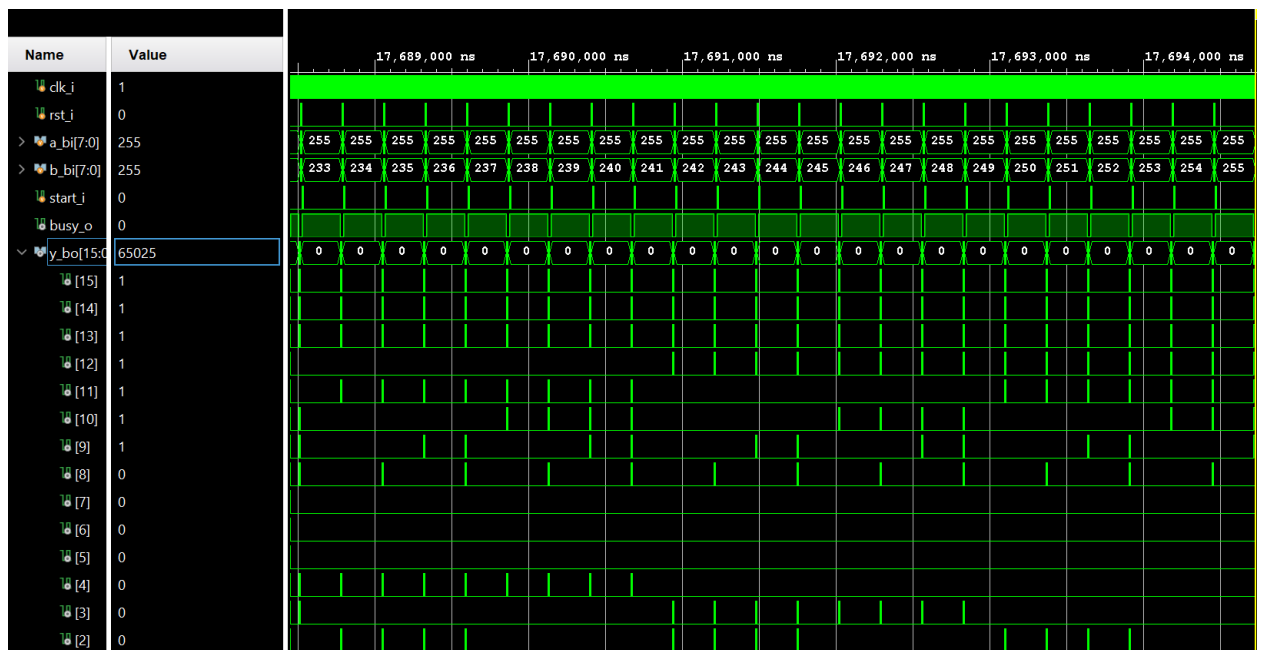 Name Value
17,689,000 ns 17,690,000 ns 17,691,000 ns 17,692,000 ns 17,693,000 ns 17,694,000 ns
clk_i 1
rst_i 0
a_bi[7:0] 255 255 255 255 255 255 255 255 255 255 255 255 255 255 255 255 255 255 255 255 255 255 255 255
b_bi[7:0] 255 233 234 235 236 237 238 239 240 241 242 243 244 245 246 247 248 249 250 251 252 253 254 255
start_i 0
busy_o 0
y_bo[15:0 65025 0 0 0 0 0 0 0 0 0 0 0 0 0 0 0 0 0 0 0 0 0 0 0
[15] 1
[14] 1
[13] 1
[12] 1
[11] 1
[10] 1
[9] 1
[8] 0
[7] 0
[6] 0
[5] 0
[4] 0
[3] 0
[2] 0